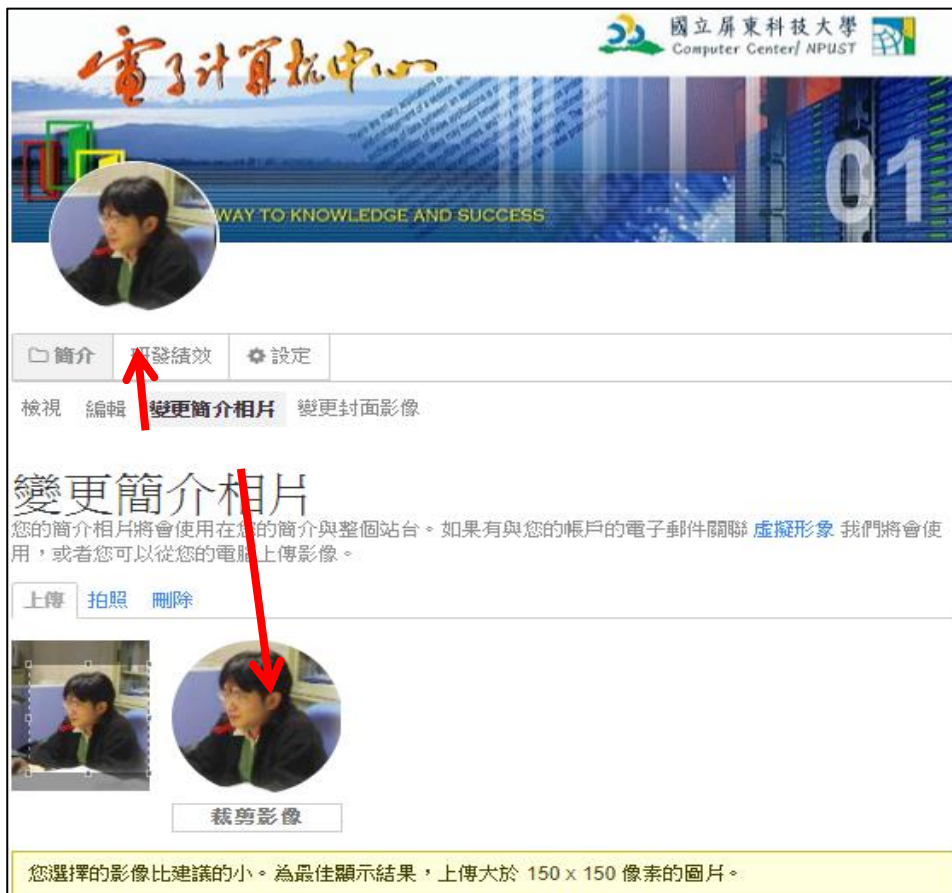 電子計算機中心
國立屏東科技大學
Computer Center/ NPUST
WAY TO KNOWLEDGE AND SUCCESS
01
簡介 研發績效 設定
檢視 編輯 變更簡介相片 變更封面影像
變更簡介相片
您的簡介相片將會使用在您的簡介與整個站台。如果有與您的帳戶的電子郵件關聯 虛擬形象 我們將會使
用,或者您可以從您的電腦上傳影像。
上傳 拍照 刪除
裁剪影像
您選擇的影像比建議的小。為最佳顯示結果,上傳大於 150 x 150 像素的圖片。